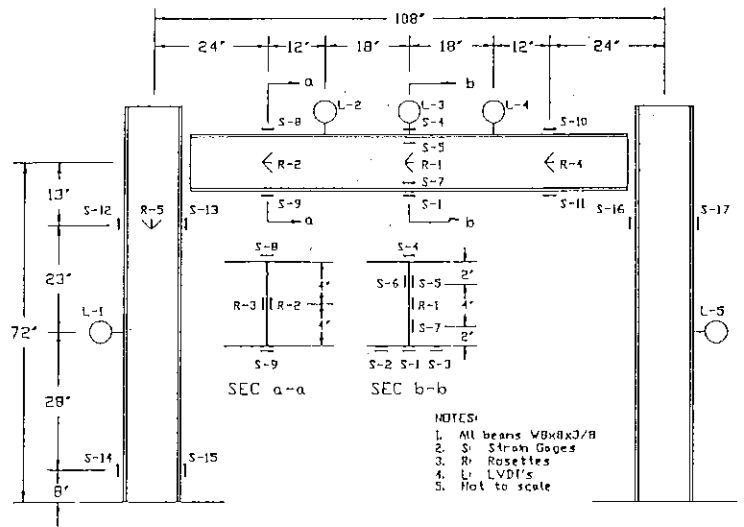 108"
24" 12" 18" 18" 12" 24"
a b
L-2 L-3 L-4
S-8 S-4 S-10
S-5
R-2 R-1 R-4
S-7
S-9 S-1 S-11
a b
13"
S-12 R-5 S-13 S-16 S-17
23"
72"
L-1 L-5
28"
S-14 S-15
8"
S-8
R-3 R-2
4"
4"
S-9
SEC a-a
S-4
S-6 S-5
R-1
S-7
2"
4"
2"
S-2 S-1 S-3
SEC b-b
NOTES:
1. All beams W8x8x3/8
2. S: Strain Gages
3. R: Rosettes
4. L: LVDT's
5. Not to scale